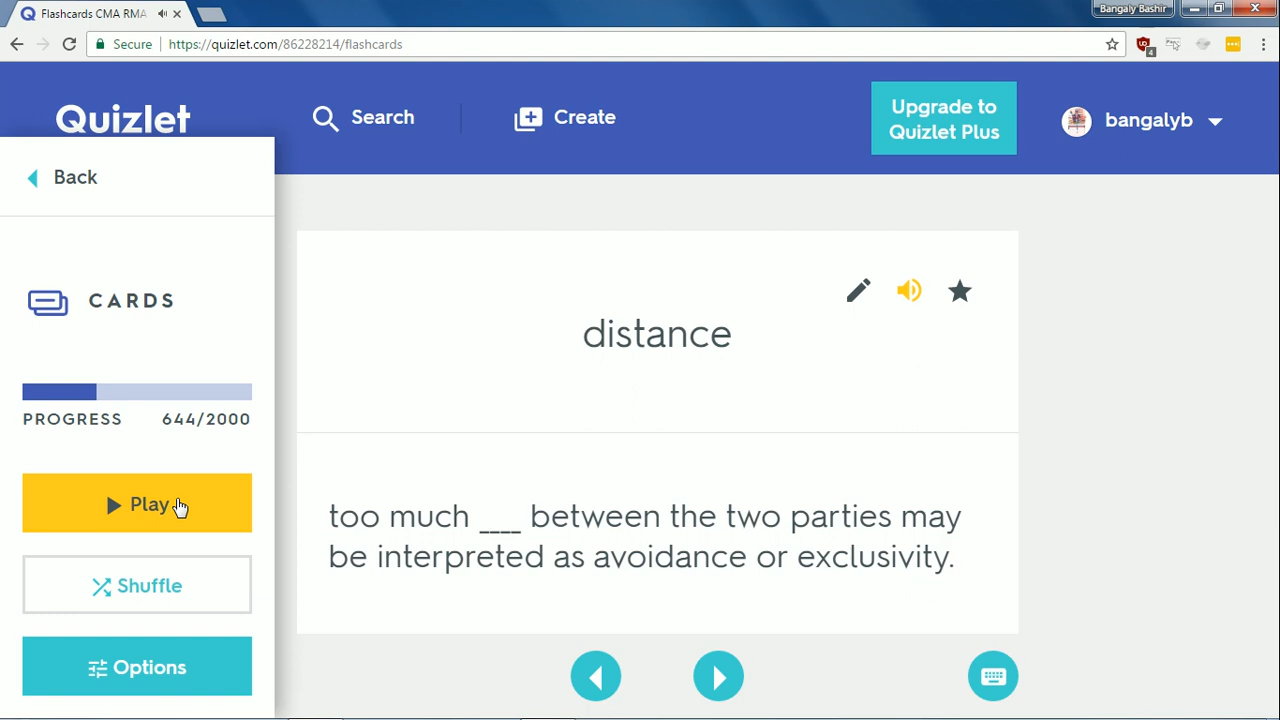 Flashcards CMA RMA
Bangaly Bashir
Secure
https://quizlet.com/86228214/flashcards
4
Quizlet
Search
Create
Upgrade to
Quizlet Plus
bangalyb
Back
CARDS
PROGRESS 644/2000
Play
Shuffle
Options
distance
too much ____ between the two parties may
be interpreted as avoidance or exclusivity.